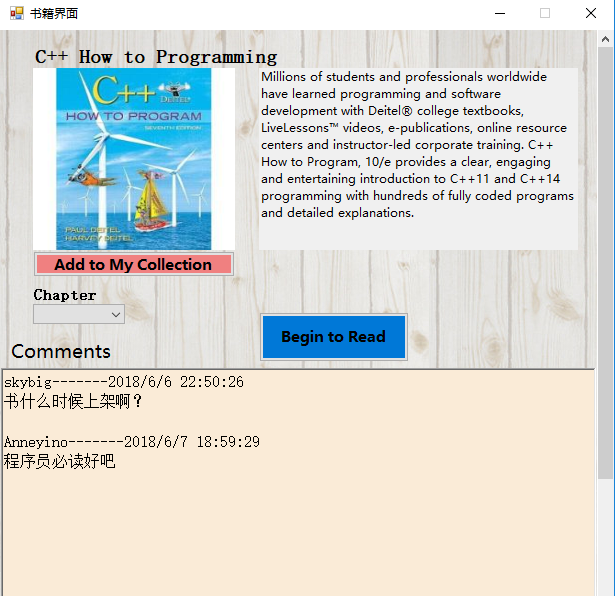 书籍界面
C++ How to Programming
C++
DEITEL®
HOW TO PROGRAM
SEVENTH EDITION
PAUL DEITEL
HARVEY DEITEL
Millions of students and professionals worldwide
have learned programming and software
development with Deitel® college textbooks,
LiveLessons™ videos, e-publications, online resource
centers and instructor-led corporate training. C++
How to Program, 10/e provides a clear, engaging
and entertaining introduction to C++11 and C++14
programming with hundreds of fully coded programs
and detailed explanations.
Add to My Collection
Chapter
Begin to Read
Comments
skybig-------2018/6/6 22:50:26
书什么时候上架啊？
Anneyino-------2018/6/7 18:59:29
程序员必读好吧